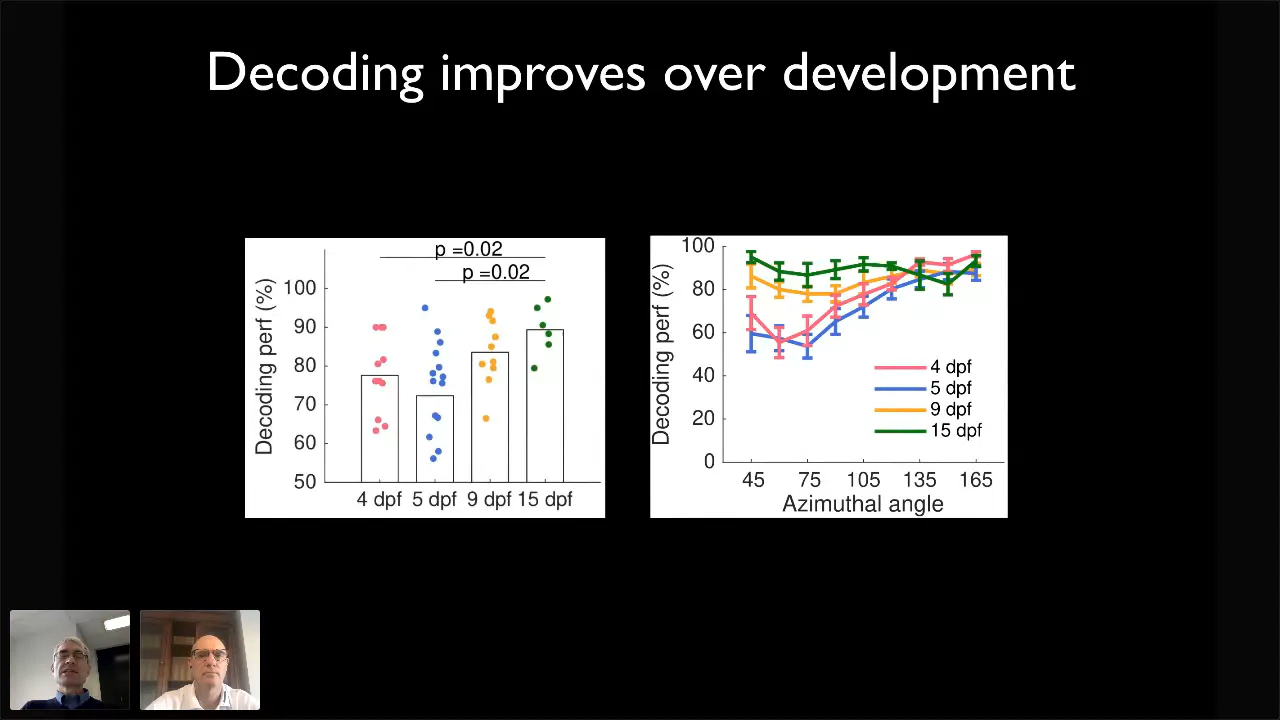 Decoding improves over development
p =0.02
p =0.02
Decoding perf (%)
100
90
80
70
60
50
4 dpf 5 dpf 9 dpf 15 dpf
Decoding perf (%)
100
80
60
40
20
0
4 dpf
5 dpf
9 dpf
15 dpf
45 75 105 135 165
Azimuthal angle